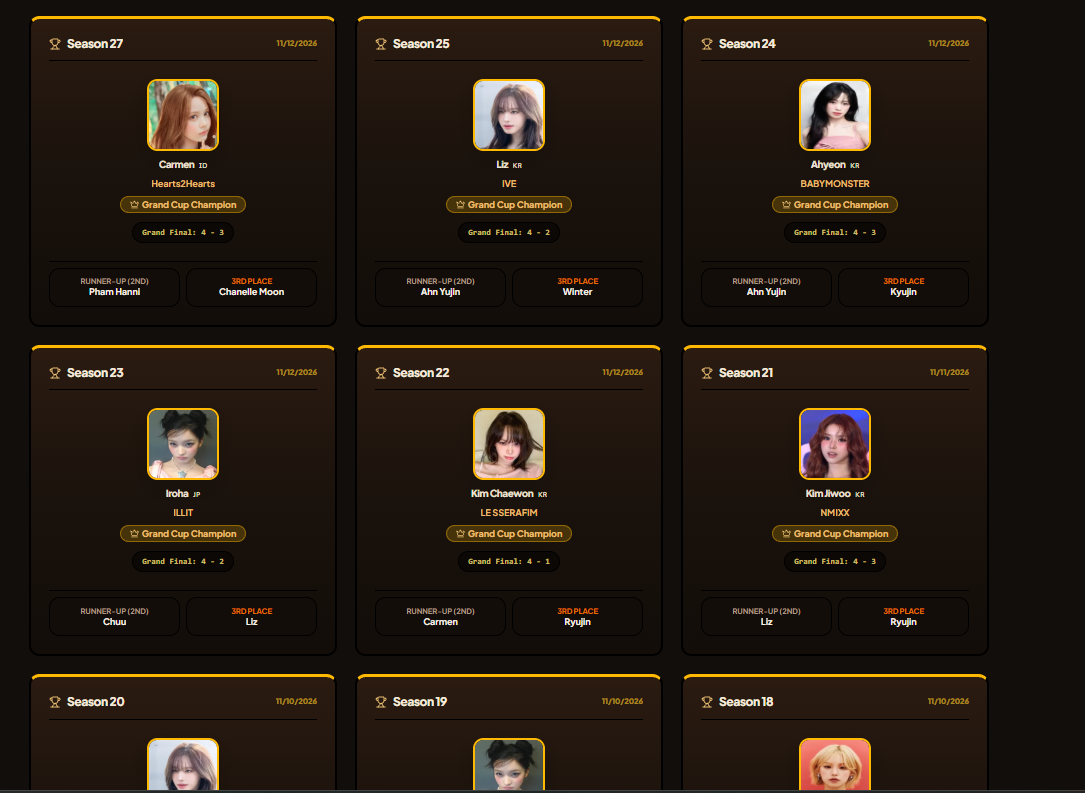 Season 27 11/12/2026
Carmen ID
Hearts2Hearts
Grand Cup Champion
Grand Final: 4 - 3
RUNNER-UP (2ND) 3RD PLACE
Pham Hanni Chanelle Moon
Season 25 11/12/2026
Liz KR
IVE
Grand Cup Champion
Grand Final: 4 - 2
RUNNER-UP (2ND) 3RD PLACE
Ahn Yujin Winter
Season 24 11/12/2026
Ahyeon KR
BABYMONSTER
Grand Cup Champion
Grand Final: 4 - 3
RUNNER-UP (2ND) 3RD PLACE
Ahn Yujin Kyujin
Season 23 11/12/2026
Iroha JP
ILLIT
Grand Cup Champion
Grand Final: 4 - 2
RUNNER-UP (2ND) 3RD PLACE
Chuu Liz
Season 22 11/12/2026
Kim Chaewon KR
LE SSERAFIM
Grand Cup Champion
Grand Final: 4 - 1
RUNNER-UP (2ND) 3RD PLACE
Carmen Ryujin
Season 21 11/11/2026
Kim Jiwoo KR
NMIXX
Grand Cup Champion
Grand Final: 4 - 3
RUNNER-UP (2ND) 3RD PLACE
Liz Ryujin
Season 20 11/10/2026
Season 19 11/10/2026
Season 18 11/10/2026